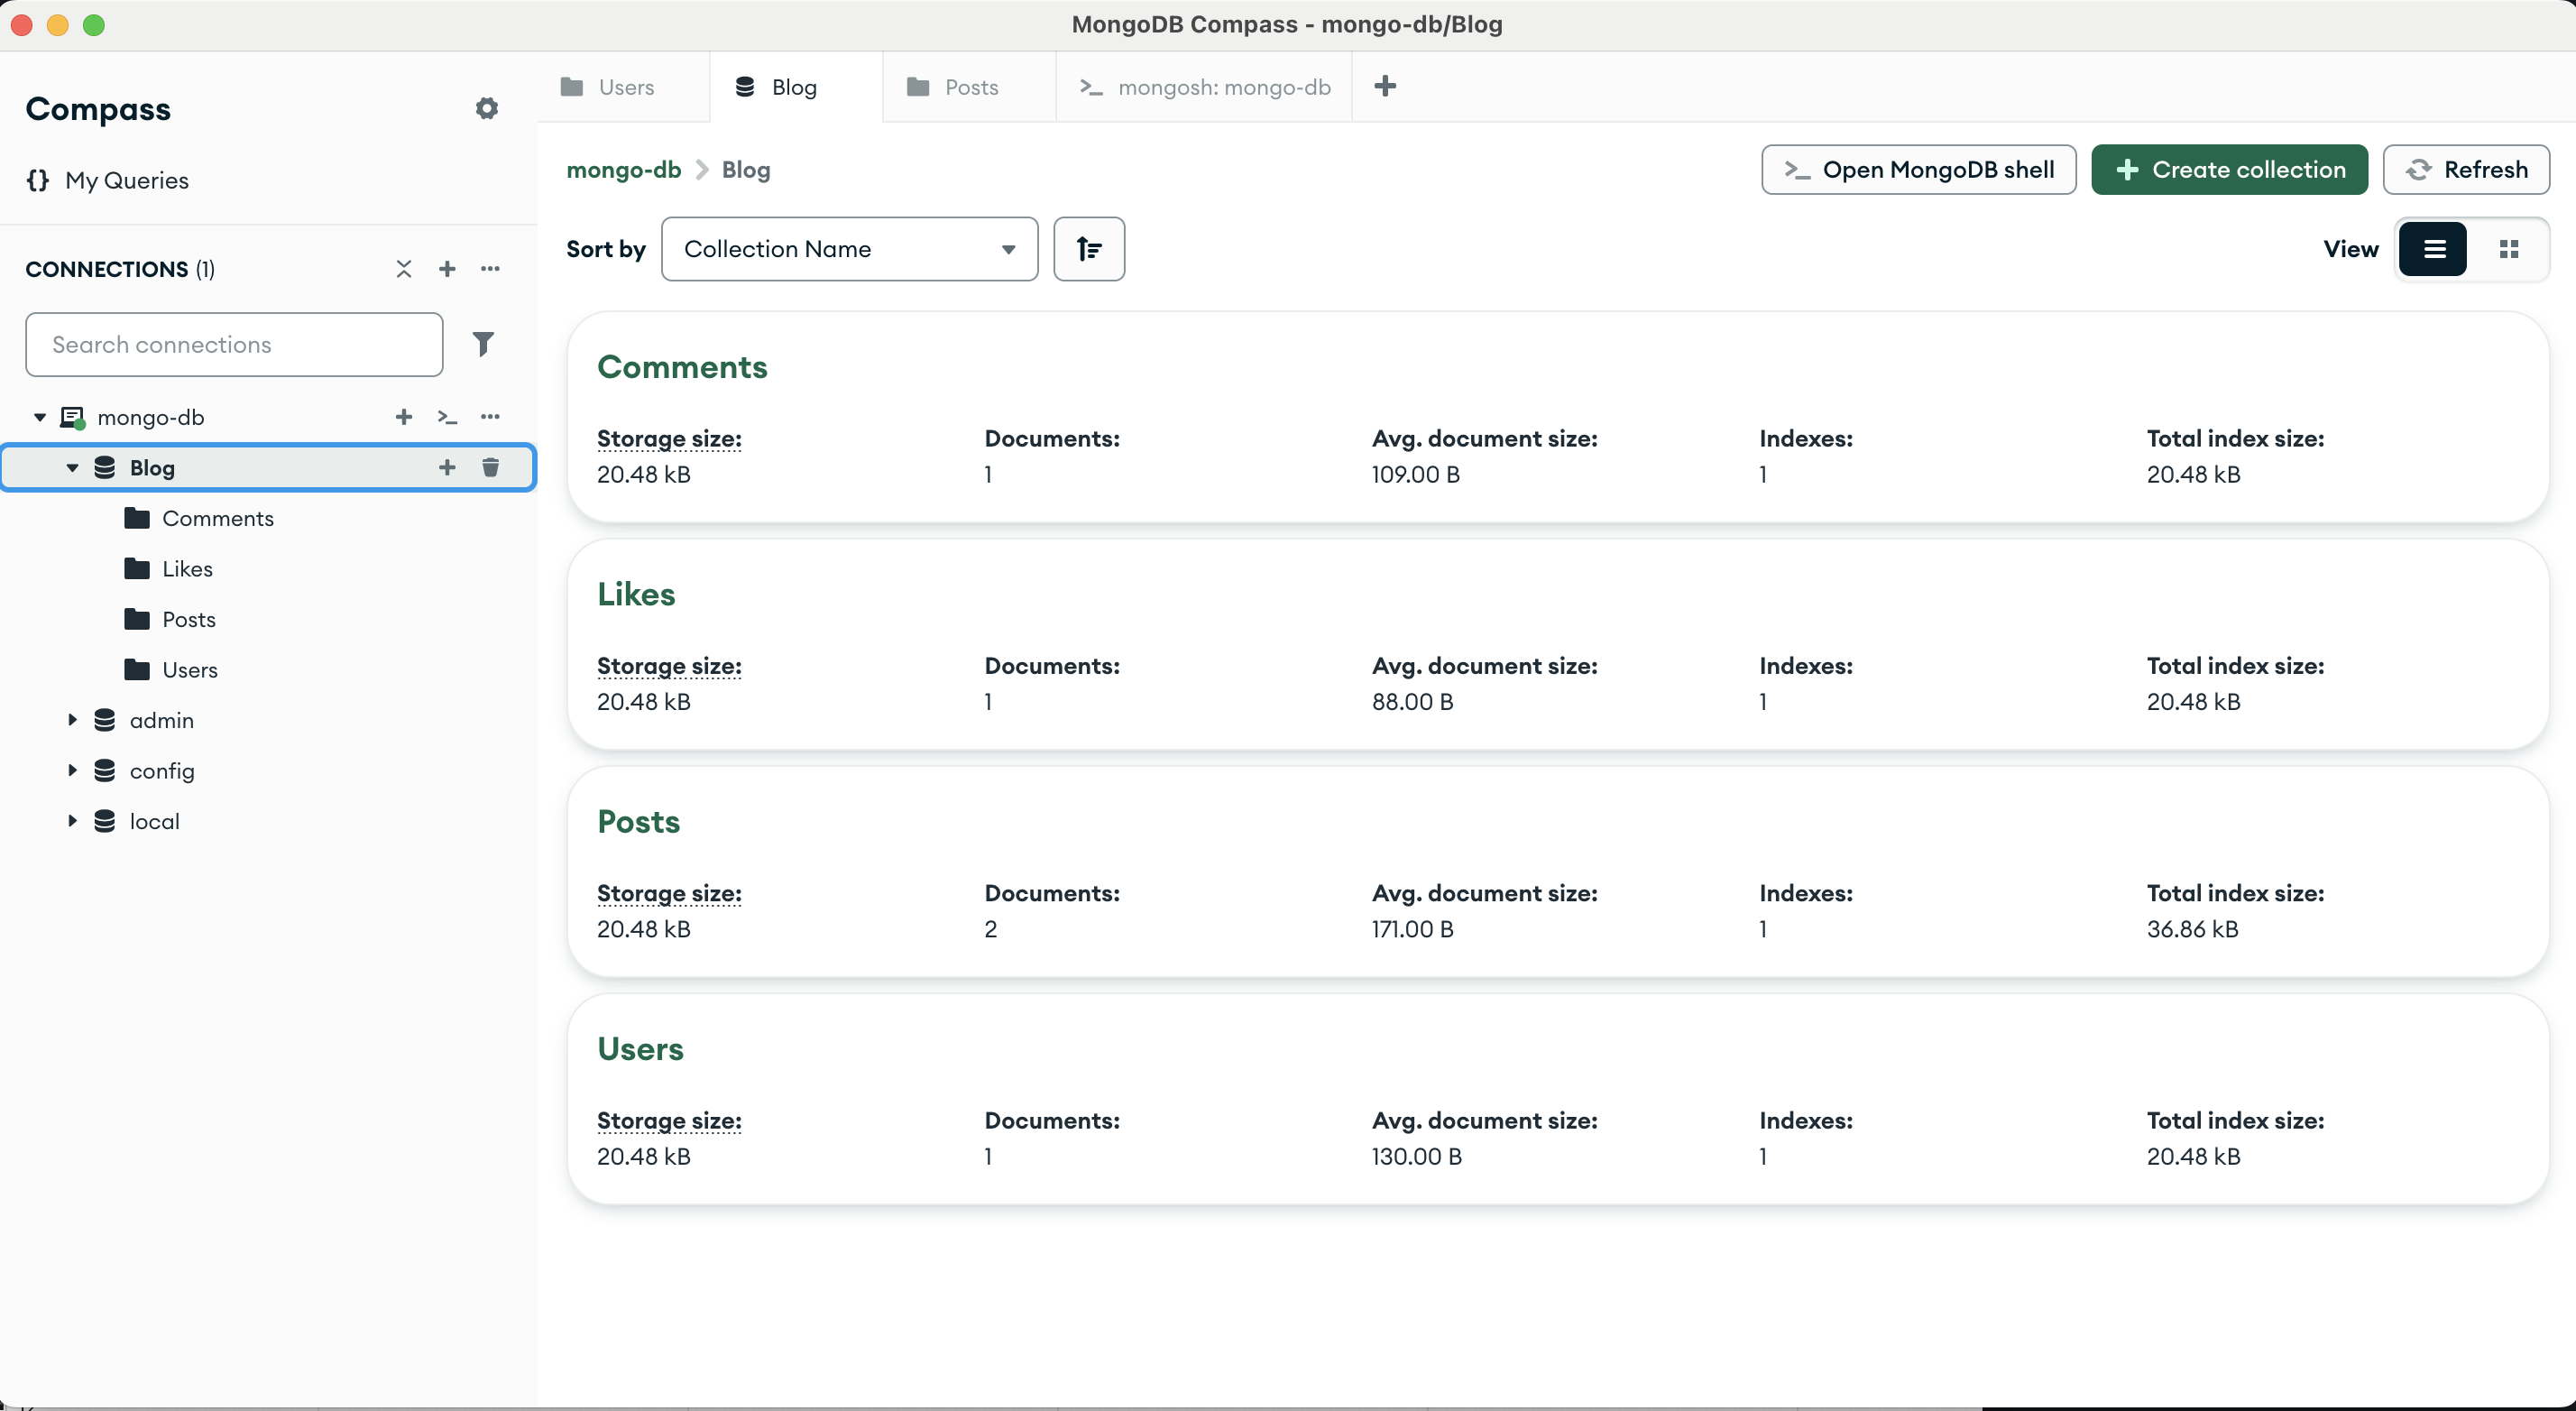 MongoDB Compass - mongo-db/Blog
Compass
My Queries
CONNECTIONS (1)
Search connections
mongo-db
Blog
Comments
Likes
Posts
Users
admin
config
local
Users
Blog
Posts
mongosh: mongo-db
mongo-db Blog
Open MongoDB shell
Create collection
Refresh
Sort by Collection Name
View
Comments
Storage size: Documents: Avg. document size: Indexes: Total index size:
20.48 kB 1 109.00 B 1 20.48 kB
Likes
Storage size: Documents: Avg. document size: Indexes: Total index size:
20.48 kB 1 88.00 B 1 20.48 kB
Posts
Storage size: Documents: Avg. document size: Indexes: Total index size:
20.48 kB 2 171.00 B 1 36.86 kB
Users
Storage size: Documents: Avg. document size: Indexes: Total index size:
20.48 kB 1 130.00 B 1 20.48 kB